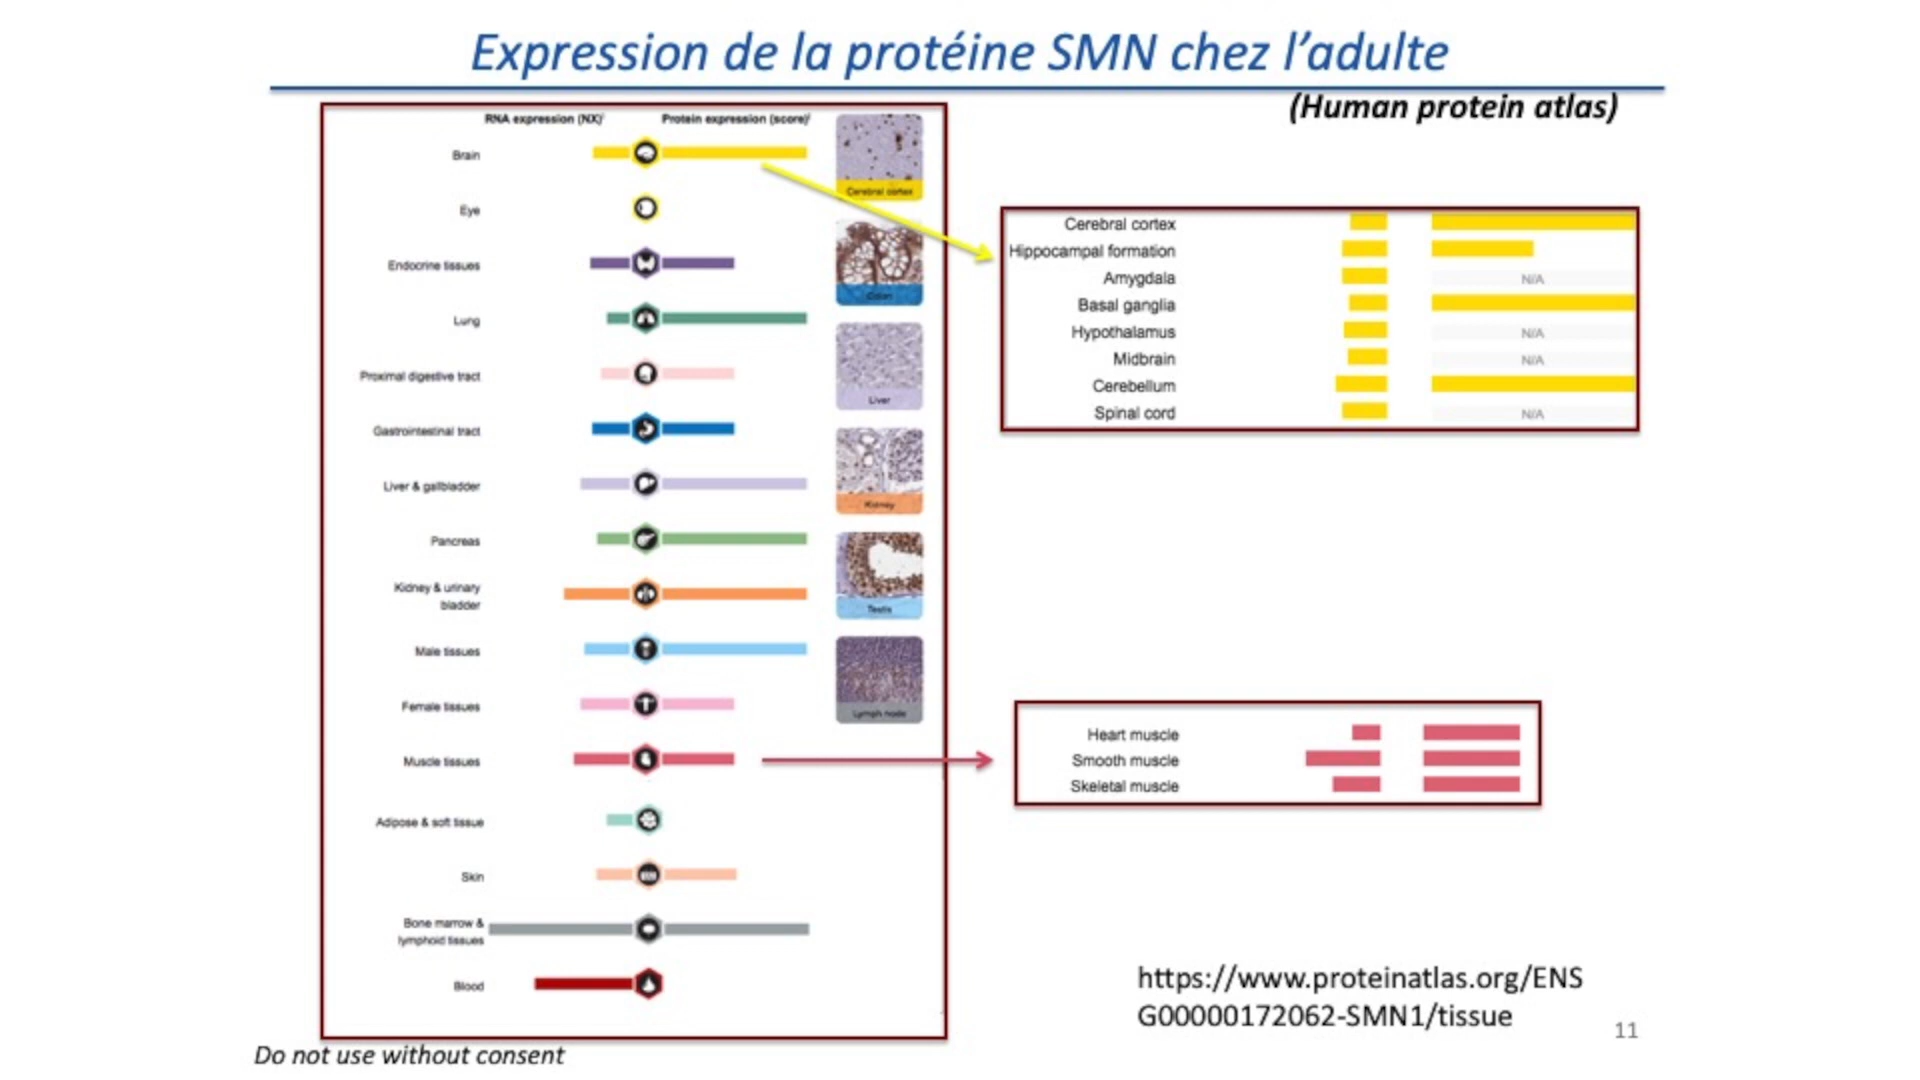 Expression de la protéine SMN chez l’adulte
(Human protein atlas)
RNA expression (NX)
Protein expression (score)
Brain
Eye
Endocrine tissues
Lung
Proximal digestive tract
Gastrointestinal tract
Liver & gallbladder
Pancreas
Kidney & urinary
bladder
Male tissues
Female tissues
Muscle tissues
Adipose & soft tissue
Skin
Bone marrow &
lymphoid tissues
Blood
Cerebral cortex
Colon
Liver
Kidney
Testis
Lymph node
Cerebral cortex
Hippocampal formation
Amygdala N/A
Basal ganglia
Hypothalamus N/A
Midbrain N/A
Cerebellum
Spinal cord N/A
Heart muscle
Smooth muscle
Skeletal muscle
https://www.proteinatlas.org/ENS
G00000172062-SMN1/tissue
11
Do not use without consent